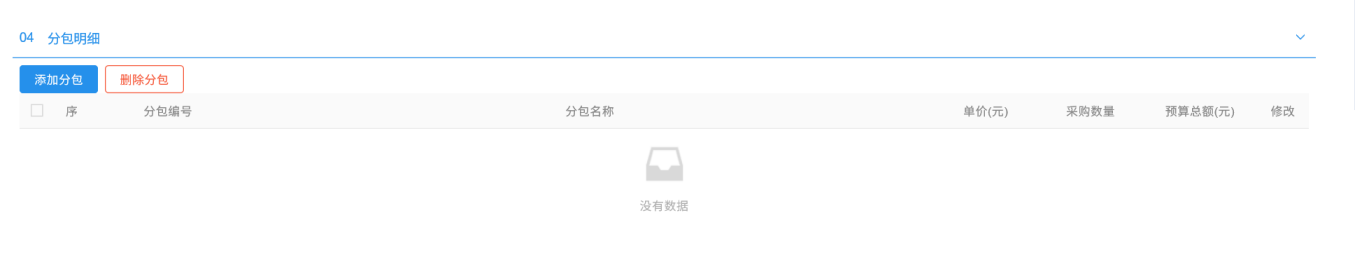 04 分包明细
添加分包 删除分包
序 分包编号 分包名称 单价(元) 采购数量 预算总额(元) 修改
没有数据